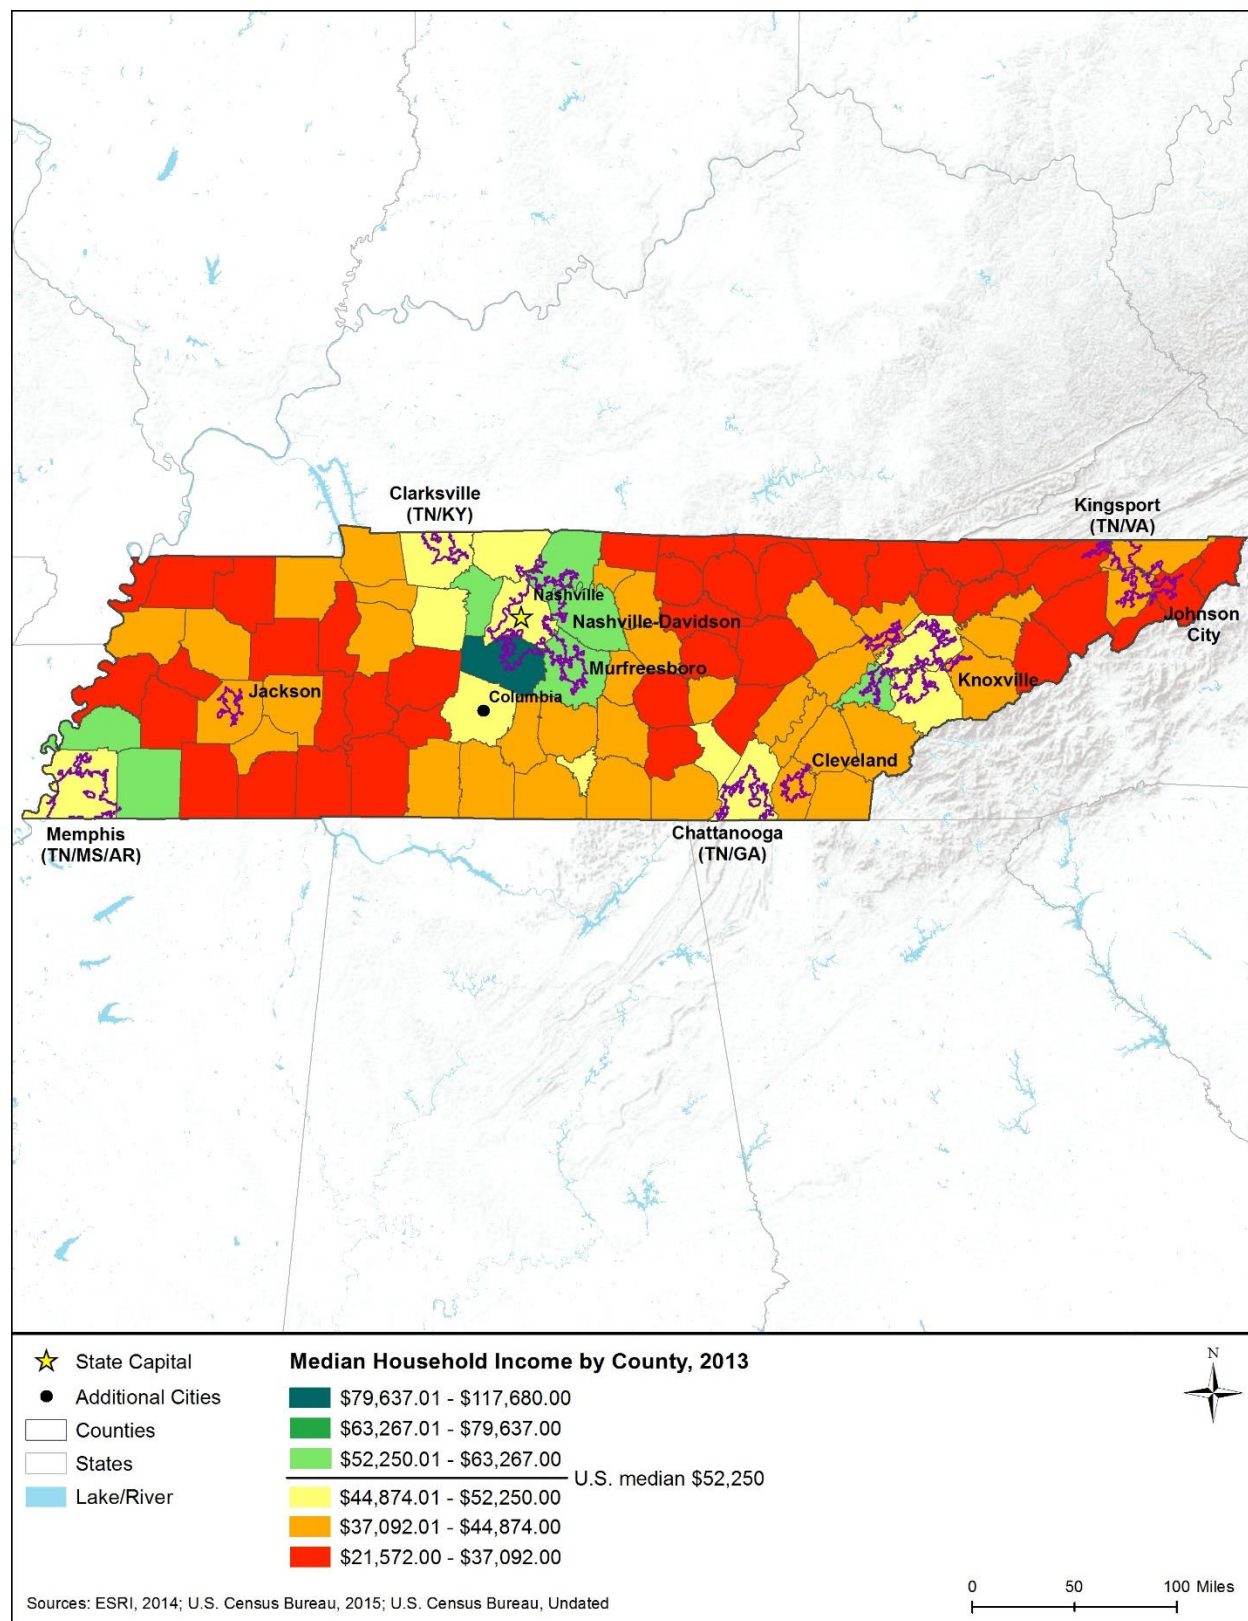 Clarksville
(TN/KY)
Kingsport
(TN/VA)
Nashville
Nashville-Davidson
Johnson
City
Murfreesboro
Knoxville
Jackson
Columbia
Cleveland
Memphis
(TN/MS/AR)
Chattanooga
(TN/GA)
State Capital
Additional Cities
Counties
States
Lake/River
Median Household Income by County, 2013
$79,637.01 - $117,680.00
$63,267.01 - $79,637.00
$52,250.01 - $63,267.00
U.S. median $52,250
$44,874.01 - $52,250.00
$37,092.01 - $44,874.00
$21,572.00 - $37,092.00
N
0 50 100 Miles
Sources: ESRI, 2014; U.S. Census Bureau, 2015; U.S. Census Bureau, Undated